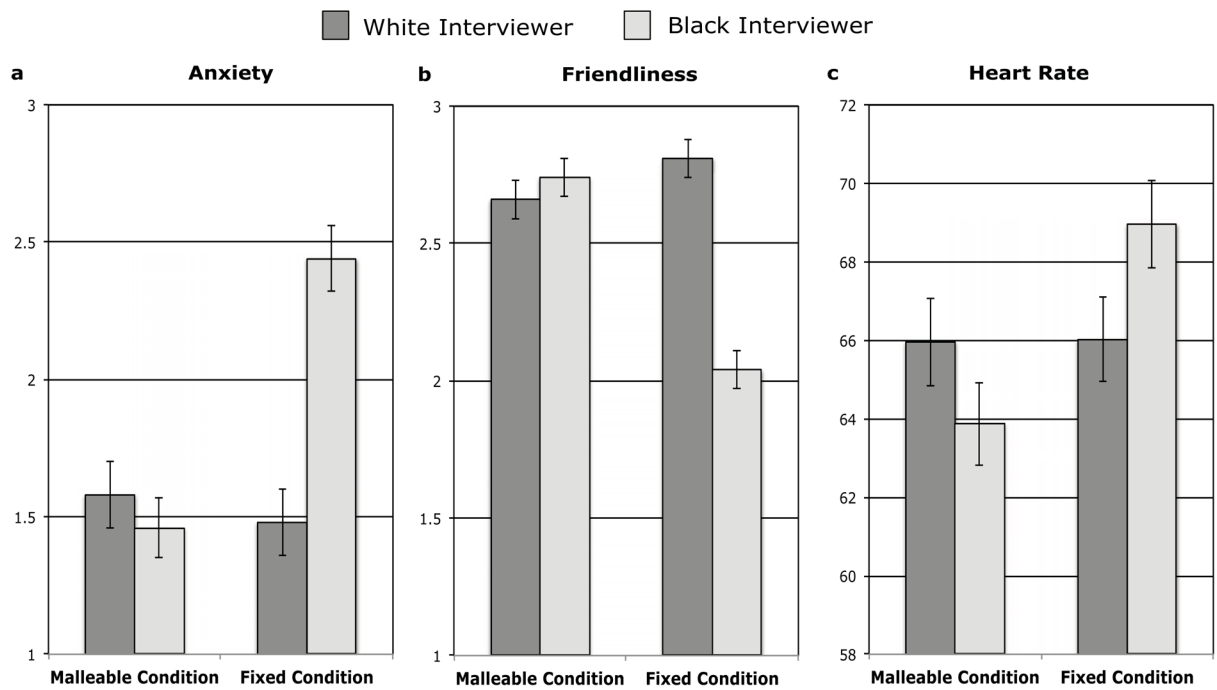 White Interviewer Black Interviewer
a Anxiety
3
2.5
2
1.5
1
Malleable Condition Fixed Condition
b Friendliness
3
2.5
2
1.5
1
Malleable Condition Fixed Condition
c Heart Rate
72
70
68
66
64
62
60
58
Malleable Condition Fixed Condition